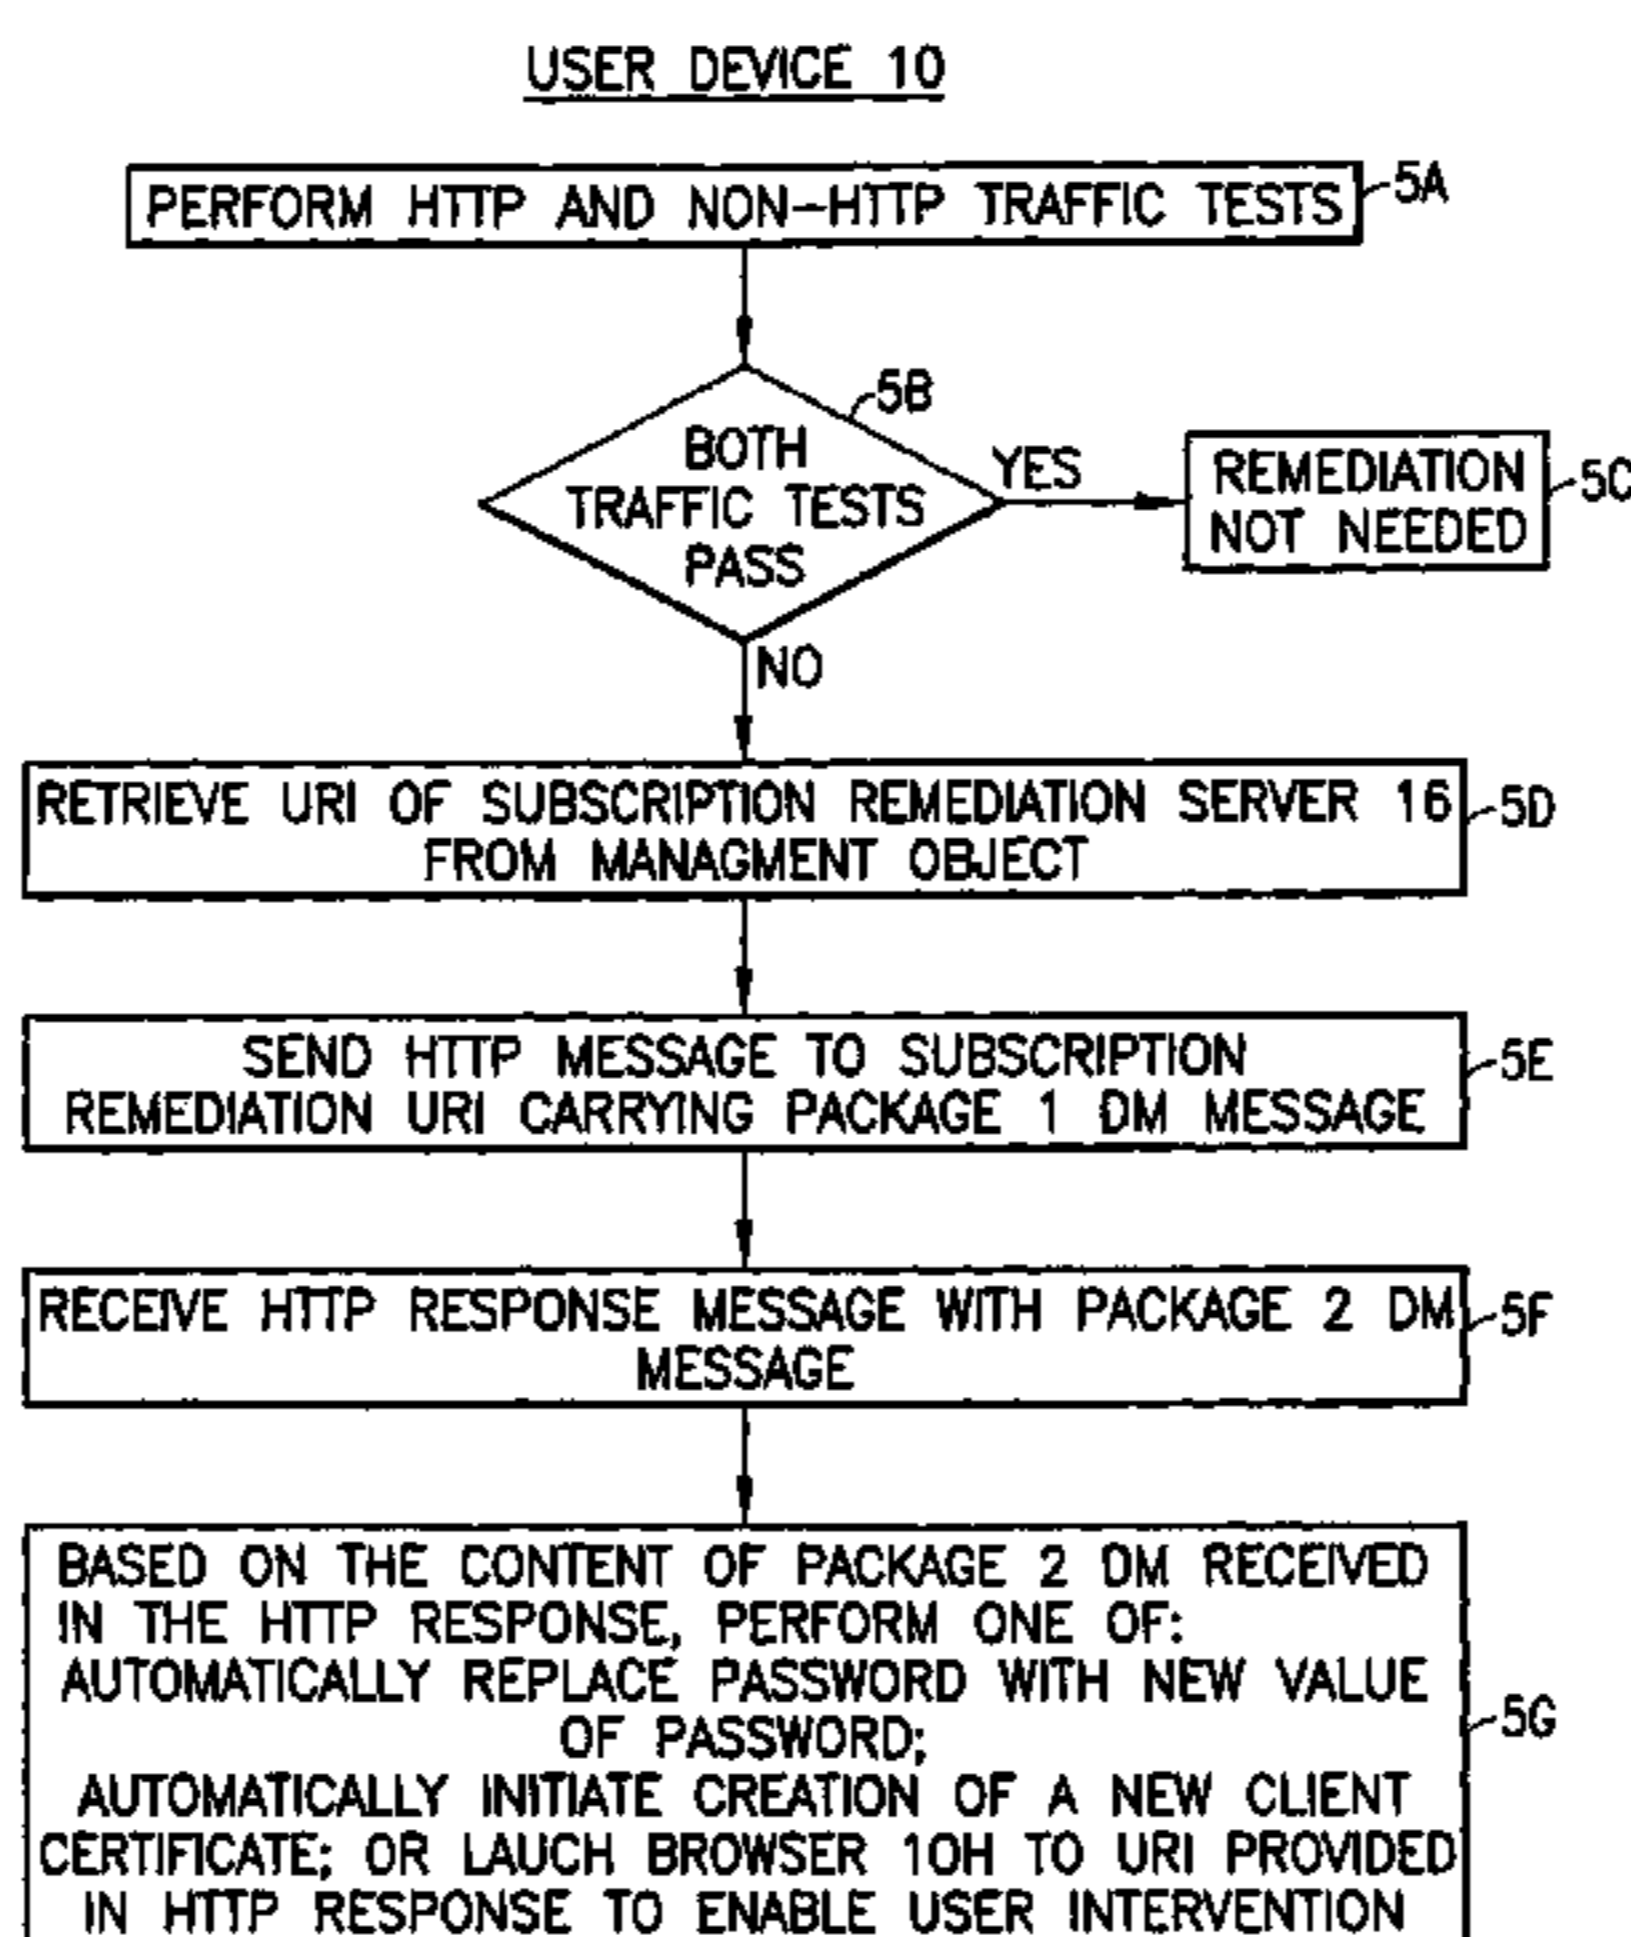 USER DEVICE 10
PERFORM HTTP AND NON-HTTP TRAFFIC TESTS
5A
5B
BOTH
TRAFFIC TESTS
PASS
YES
REMEDIATION
NOT NEEDED
5C
NO
RETRIEVE URI OF SUBSCRIPTION REMEDIATION SERVER 16
FROM MANAGMENT OBJECT
5D
SEND HTTP MESSAGE TO SUBSCRIPTION
REMEDIATION URI CARRYING PACKAGE 1 DM MESSAGE
5E
RECEIVE HTTP RESPONSE MESSAGE WITH PACKAGE 2 DM
MESSAGE
5F
BASED ON THE CONTENT OF PACKAGE 2 DM RECEIVED
IN THE HTTP RESPONSE, PERFORM ONE OF:
AUTOMATICALLY REPLACE PASSWORD WITH NEW VALUE
OF PASSWORD;
AUTOMATICALLY INITIATE CREATION OF A NEW CLIENT
CERTIFICATE; OR LAUCH BROWSER 10H TO URI PROVIDED
IN HTTP RESPONSE TO ENABLE USER INTERVENTION
5G